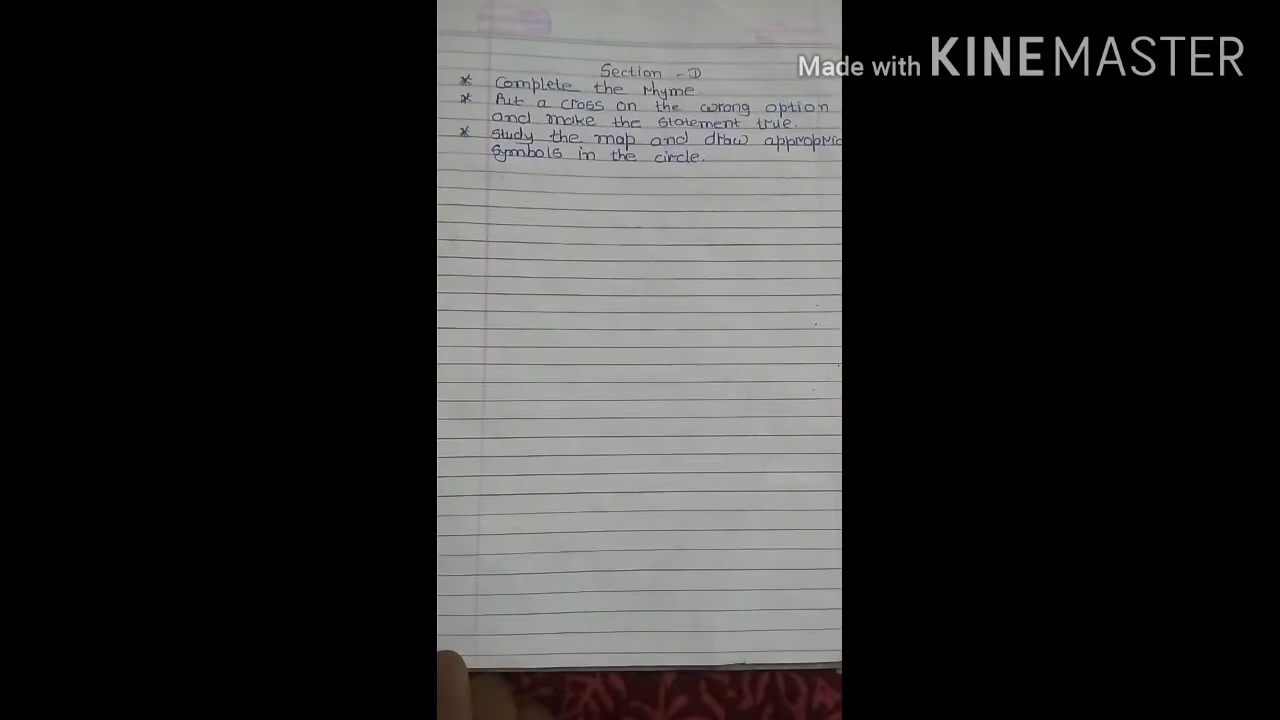 Made with KINEMASTER
Section - D
* Complete the rhyme.
* Put a cross on the wrong option
and make the statement true.
* Study the map and draw appropria
symbols in the circle.